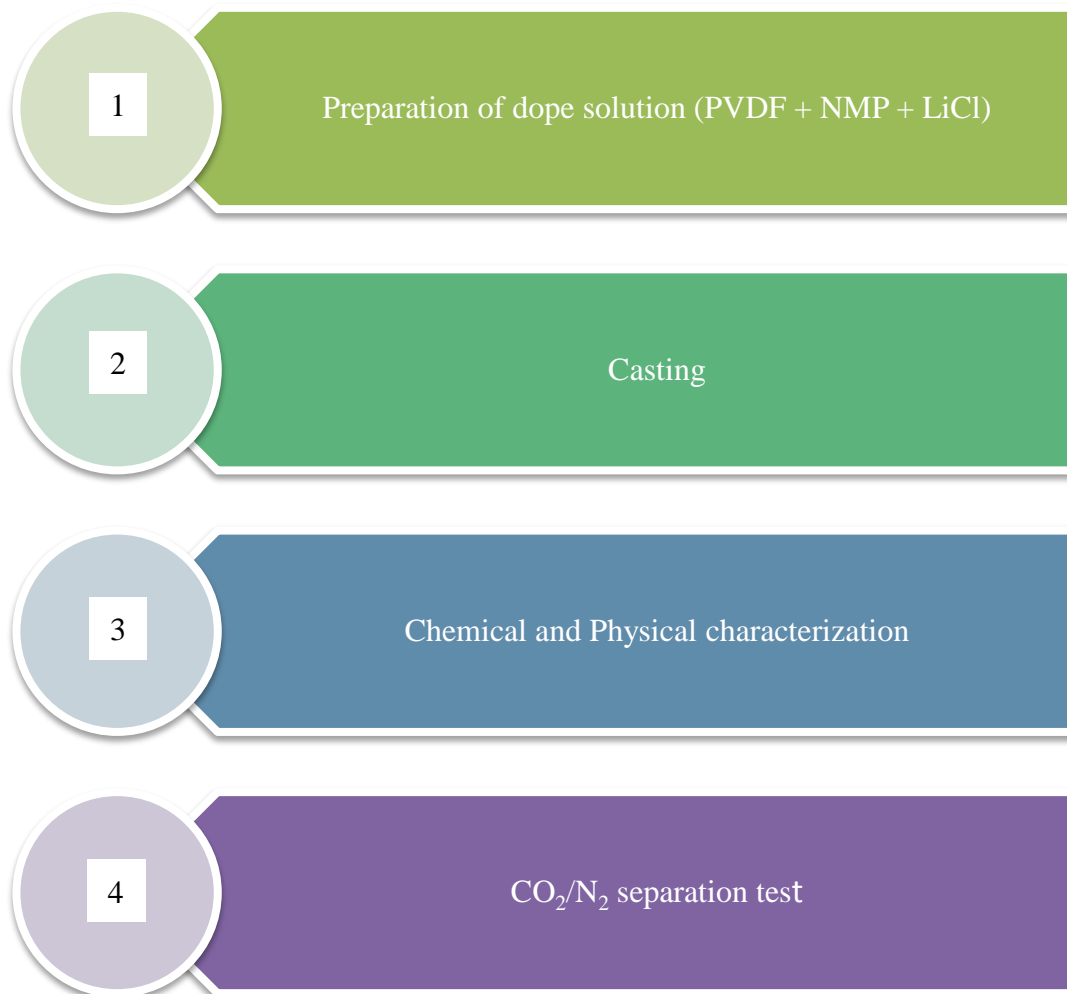 1
Preparation of dope solution (PVDF + NMP + LiCl)
2
Casting
3
Chemical and Physical characterization
4
CO₂/N₂ separation test